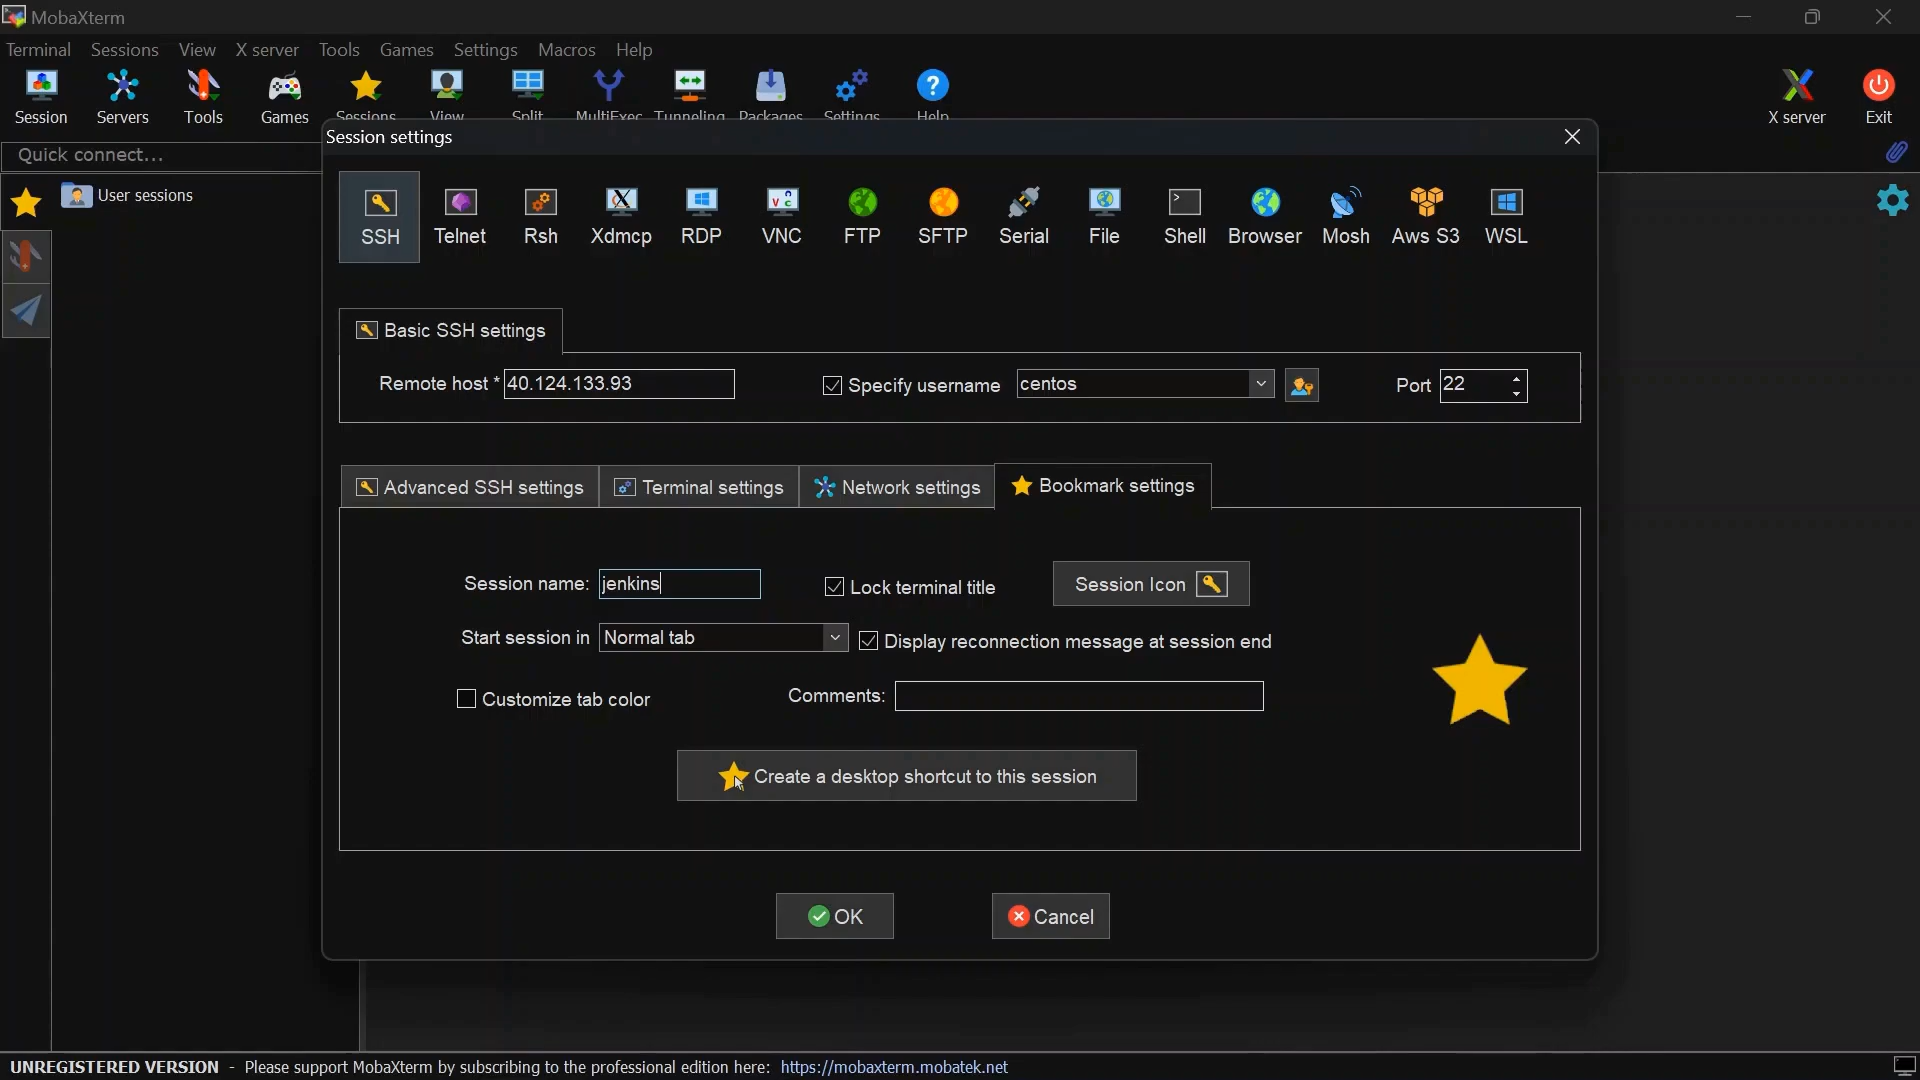 MobaXterm
Terminal Sessions View X server Tools Games Settings Macros Help
Session Servers Tools Games Sessions View Split MultiExec Tunneling Packages Settings Help X server Exit
Quick connect...
Session settings
User sessions
SSH Telnet Rsh Xdmcp RDP VNC FTP SFTP Serial File Shell Browser Mosh Aws S3 WSL
Basic SSH settings
Remote host * 40.124.133.93 Specify username centos Port 22
Advanced SSH settings Terminal settings Network settings Bookmark settings
Session name: jenkins Lock terminal title Session Icon
Start session in Normal tab Display reconnection message at session end
Customize tab color Comments:
Create a desktop shortcut to this session
OK Cancel
UNREGISTERED VERSION - Please support MobaXterm by subscribing to the professional edition here: https://mobaxterm.mobatek.net